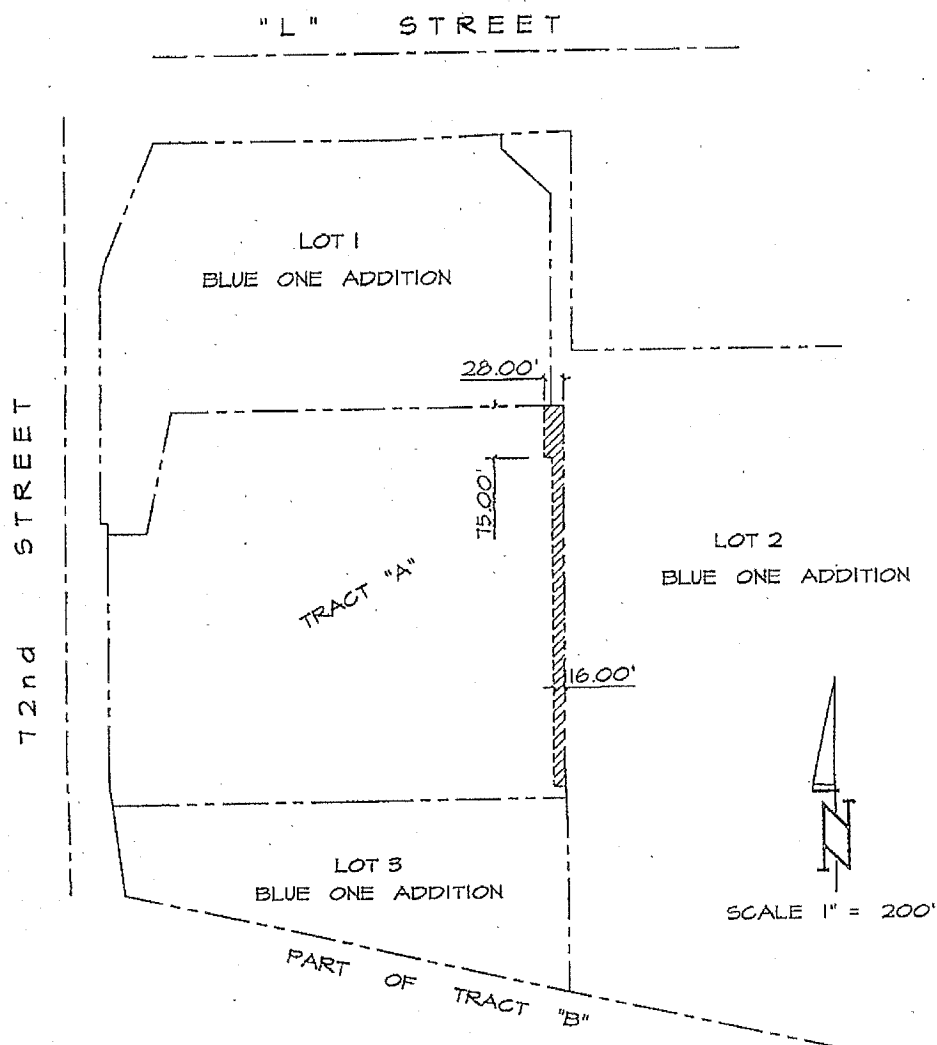 "L" STREET
LOT 1
BLUE ONE ADDITION
28.00'
72nd STREET
75.00'
LOT 2
BLUE ONE ADDITION
TRACT "A"
16.00'
LOT 3
BLUE ONE ADDITION
SCALE 1" = 200'
PART OF TRACT "B"